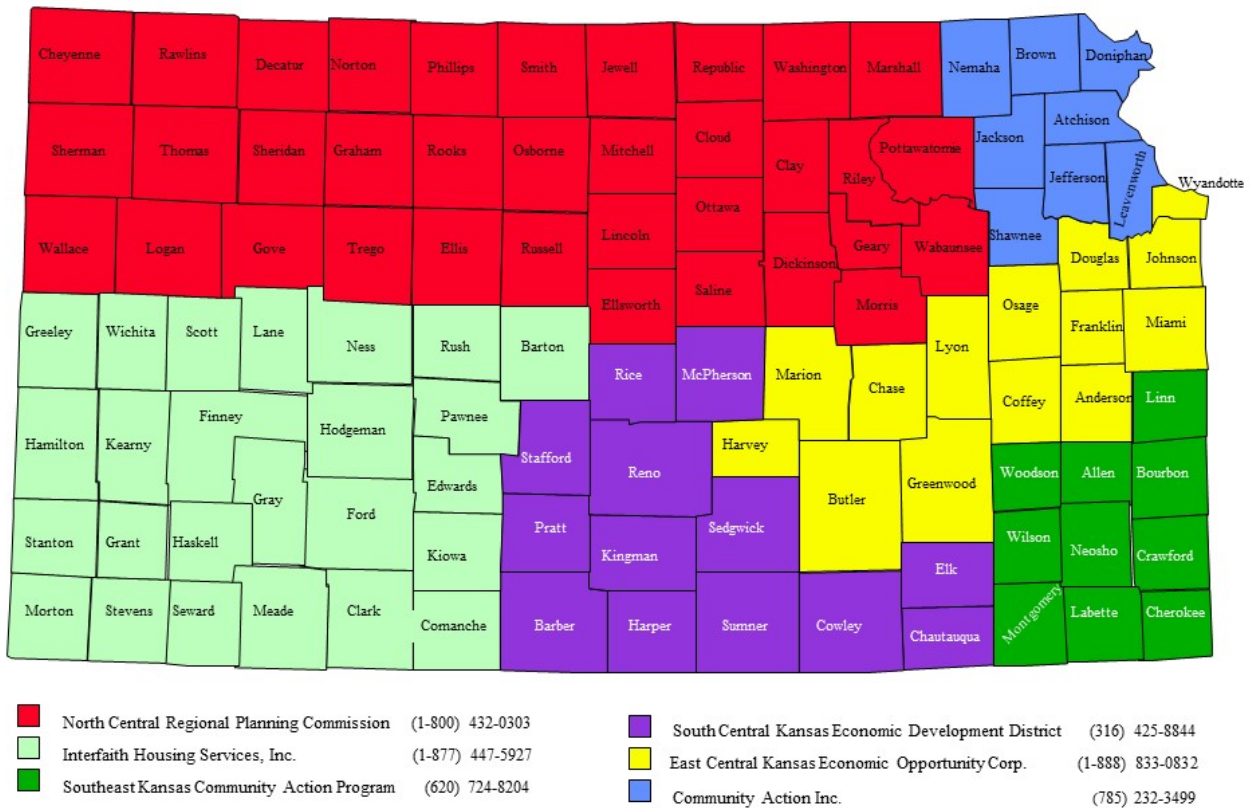 Cheyenne Rawlins Decatur Norton Phillips Smith Jewell Republic Washington Marshall Nemaha Brown Doniphan
Sherman Thomas Sheridan Graham Rooks Osborne Mitchell Cloud Clay Riley Pottawatomie Jackson Atchison
Jefferson Leavenworth Wyandotte
Wallace Logan Gove Trego Ellis Russell Lincoln Ottawa Dickinson Geary Wabaunsee Shawnee Douglas Johnson
Ellsworth Saline Morris
Greeley Wichita Scott Lane Ness Rush Barton Rice McPherson Marion Chase Lyon Osage Franklin Miami
Hamilton Kearny Finney Hodgeman Pawnee Stafford Reno Harvey Coffey Anderson Linn
Gray Edwards Sedgwick Butler Greenwood Woodson Allen Bourbon
Stanton Grant Haskell Ford Kiowa Pratt Kingman Elk Wilson Neosho Crawford
Morton Stevens Seward Meade Clark Comanche Barber Harper Sumner Cowley Chautauqua Montgomery Labette Cherokee
North Central Regional Planning Commission (1-800) 432-0303
Interfaith Housing Services, Inc. (1-877) 447-5927
Southeast Kansas Community Action Program (620) 724-8204
South Central Kansas Economic Development District (316) 425-8844
East Central Kansas Economic Opportunity Corp. (1-888) 833-0832
Community Action Inc. (785) 232-3499